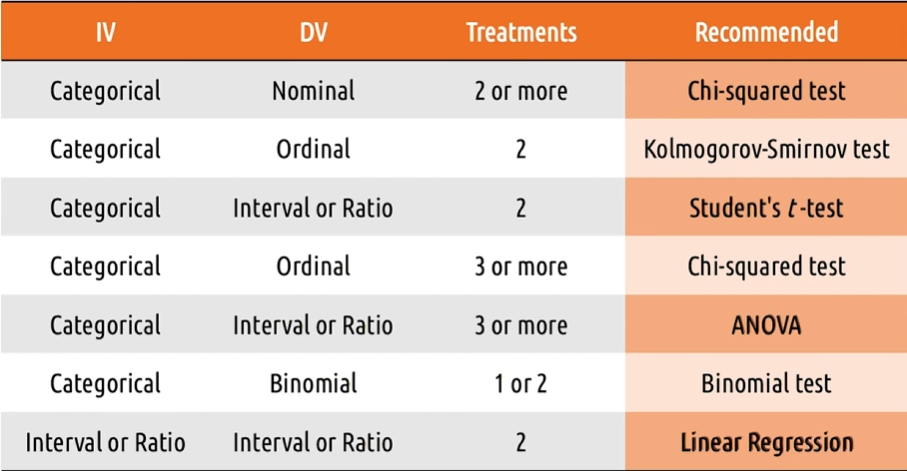 IV DV Treatments Recommended
Categorical Nominal 2 or more Chi-squared test
Categorical Ordinal 2 Kolmogorov-Smirnov test
Categorical Interval or Ratio 2 Student's t-test
Categorical Ordinal 3 or more Chi-squared test
Categorical Interval or Ratio 3 or more ANOVA
Categorical Binomial 1 or 2 Binomial test
Interval or Ratio Interval or Ratio 2 Linear Regression